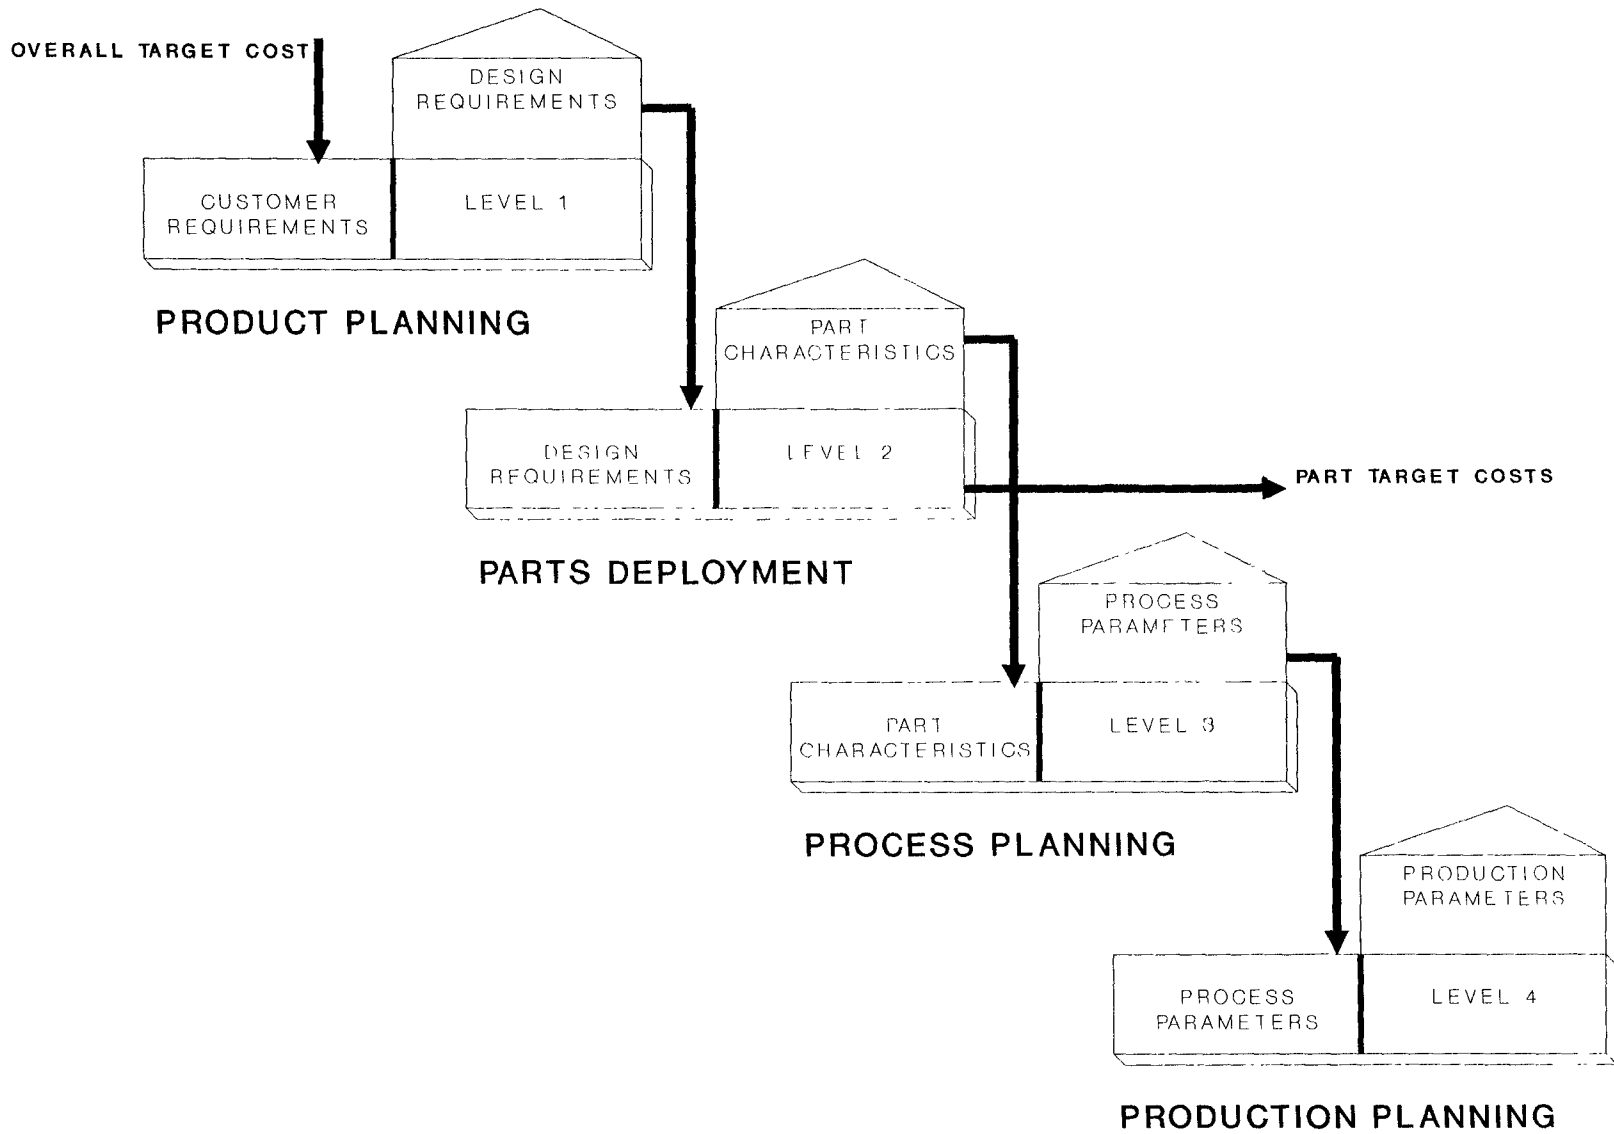 OVERALL TARGET COST
DESIGN
REQUIREMENTS
CUSTOMER
REQUIREMENTS
LEVEL 1
PRODUCT PLANNING
PART
CHARACTERISTICS
DESIGN
REQUIREMENTS
LEVEL 2
PART TARGET COSTS
PARTS DEPLOYMENT
PROCESS
PARAMETERS
PART
CHARACTERISTICS
LEVEL 3
PROCESS PLANNING
PRODUCTION
PARAMETERS
PROCESS
PARAMETERS
LEVEL 4
PRODUCTION PLANNING